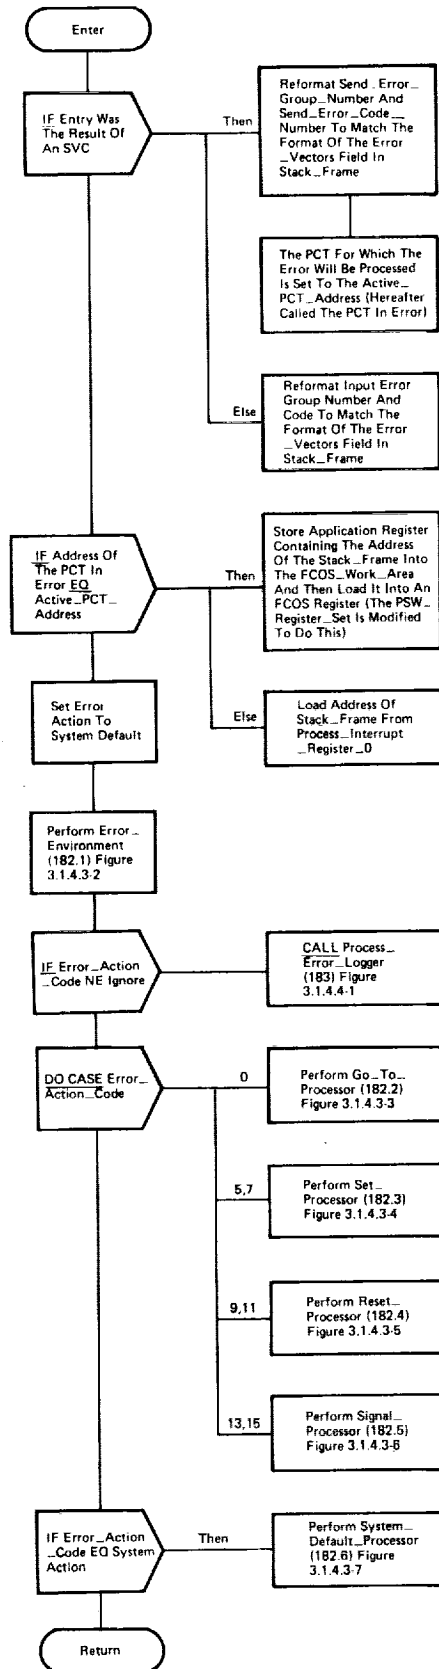 Enter
IF Entry Was
The Result Of
An SVC
Then
Reformat Send_Error_
Group_Number And
Send_Error_Code_
Number To Match The
Format Of The Error
_Vectors Field In
Stack_Frame
The PCT For Which The
Error Will Be Processed
Is Set To The Active_
PCT_Address (Hereafter
Called The PCT In Error)
Else
Reformat Input Error
Group Number And
Code To Match The
Format Of The Error
_Vectors Field In
Stack_Frame
IF Address Of
The PCT In
Error EQ
Active_PCT_
Address
Then
Store Application Register
Containing The Address
Of The Stack_Frame Into
The FCOS_Work_Area
And Then Load It Into An
FCOS Register (The PSW_
Register_Set Is Modified
To Do This)
Else
Load Address Of
Stack_Frame From
Process_Interrupt
_Register_0
Set Error
Action To
System Default
Perform Error_
Environment
(182.1) Figure
3.1.4.3-2
IF Error_Action
_Code NE Ignore
CALL Process_
Error_Logger
(183) Figure
3.1.4.4-1
DO CASE Error_
Action_Code
0
Perform Go_To_
Processor (182.2)
Figure 3.1.4.3-3
5,7
Perform Set_
Processor (182.3)
Figure 3.1.4.3-4
9,11
Perform Reset_
Processor (182.4)
Figure 3.1.4.3-5
13,15
Perform Signal_
Processor (182.5)
Figure 3.1.4.3-6
IF Error_Action
_Code EQ System
Action
Then
Perform System_
Default_Processor
(182.6) Figure
3.1.4.3-7
Return